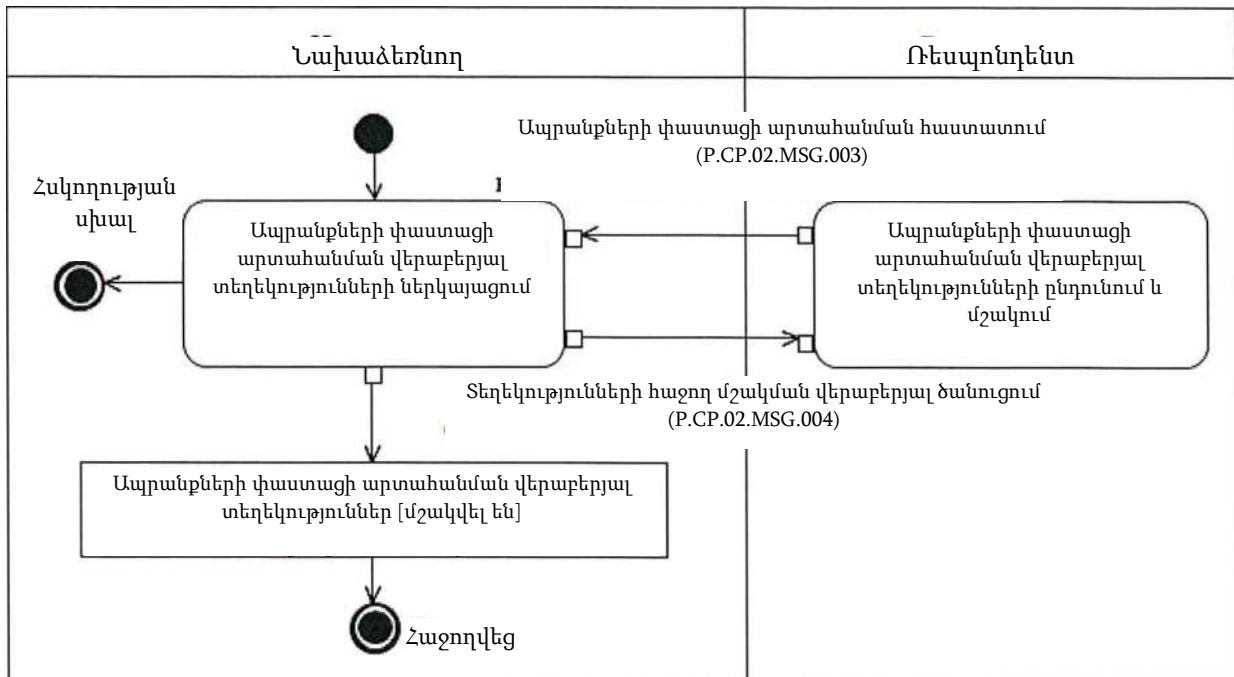 Նախաձեռնող
Ռեսպոնդենտ
Ապրանքների փաստացի արտահանման հաստատում
(P.CP.02.MSG.003)
Հսկողության
սխալ
Ապրանքների փաստացի
արտահանման վերաբերյալ
տեղեկությունների ներկայացում
Ապրանքների փաստացի
արտահանման վերաբերյալ
տեղեկությունների ընդունում և
մշակում
Տեղեկությունների հաջող մշակման վերաբերյալ ծանուցում
(P.CP.02.MSG.004)
Ապրանքների փաստացի արտահանման վերաբերյալ
տեղեկություններ [մշակվել են]
Հաջողվեց